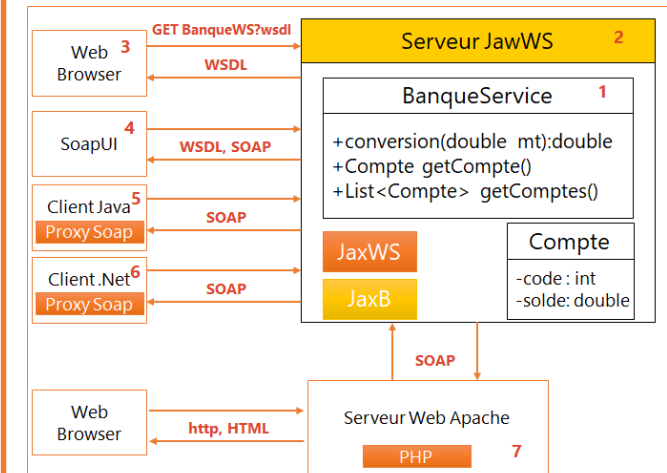 GET BanqueWS?wsdl
Web 3
Browser
WSDL
Serveur JawWS 2
BanqueService 1
+conversion(double mt):double
+Compte getCompte()
+List<Compte> getComptes()
SoapUI 4
WSDL, SOAP
Client Java 5
Proxy Soap
SOAP
Client .Net 6
Proxy Soap
SOAP
JaxWS
JaxB
Compte
-code : int
-solde: double
SOAP
Web
Browser
http, HTML
Serveur Web Apache
PHP
7